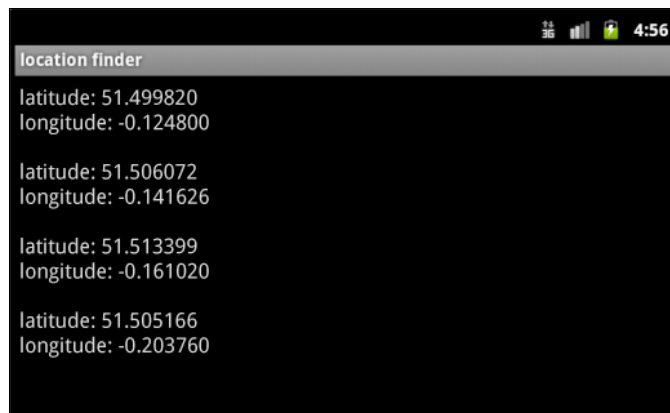 3G 4:56
location finder
latitude: 51.499820
longitude: -0.124800
latitude: 51.506072
longitude: -0.141626
latitude: 51.513399
longitude: -0.161020
latitude: 51.505166
longitude: -0.203760